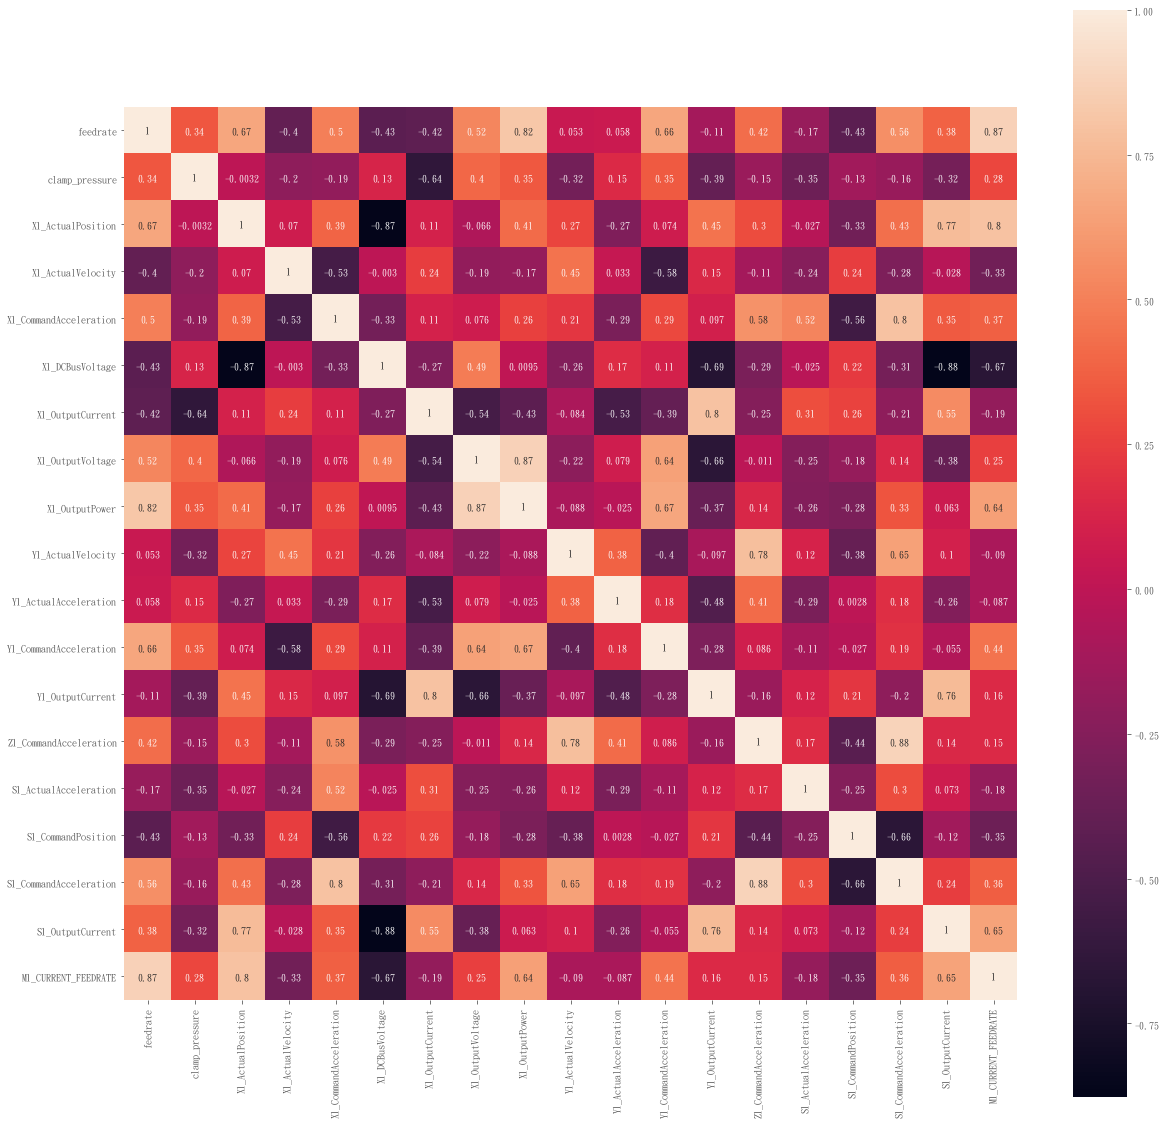 1.00
feedrate 1 0.34 0.67 -0.4 0.5 -0.43 -0.42 0.52 0.82 0.053 0.058 0.66 -0.11 0.42 -0.17 -0.43 0.56 0.38 0.87
0.75
clamp_pressure 0.34 1 -0.0032 -0.2 -0.19 0.13 -0.64 0.4 0.35 -0.32 0.15 0.35 -0.39 -0.15 -0.35 -0.13 -0.16 -0.32 0.28
X1_ActualPosition 0.67 -0.0032 1 0.07 0.39 -0.87 0.11 -0.066 0.41 0.27 -0.27 0.074 0.45 0.3 -0.027 -0.33 0.43 0.77 0.8
X1_ActualVelocity -0.4 -0.2 0.07 1 -0.53 -0.003 0.24 -0.19 -0.17 0.45 0.033 -0.58 0.15 -0.11 -0.24 0.24 -0.28 -0.028 -0.33
0.50
X1_CommandAcceleration 0.5 -0.19 0.39 -0.53 1 -0.33 0.11 0.076 0.26 0.21 -0.29 0.29 0.097 0.58 0.52 -0.56 0.8 0.35 0.37
X1_DCBusVoltage -0.43 0.13 -0.87 -0.003 -0.33 1 -0.27 0.49 0.0095 -0.26 0.17 0.11 -0.69 -0.29 -0.025 0.22 -0.31 -0.88 -0.67
X1_OutputCurrent -0.42 -0.64 0.11 0.24 0.11 -0.27 1 -0.54 -0.43 -0.084 -0.53 -0.39 0.8 -0.25 0.31 0.26 -0.21 0.55 -0.19
0.25
X1_OutputVoltage 0.52 0.4 -0.066 -0.19 0.076 0.49 -0.54 1 0.87 -0.22 0.079 0.64 -0.66 -0.011 -0.25 -0.18 0.14 -0.38 0.25
X1_OutputPower 0.82 0.35 0.41 -0.17 0.26 0.0095 -0.43 0.87 1 -0.088 -0.025 0.67 -0.37 0.14 -0.26 -0.28 0.33 0.063 0.64
Y1_ActualVelocity 0.053 -0.32 0.27 0.45 0.21 -0.26 -0.084 -0.22 -0.088 1 0.38 -0.4 -0.097 0.78 0.12 -0.38 0.65 0.1 -0.09
0.00
Y1_ActualAcceleration 0.058 0.15 -0.27 0.033 -0.29 0.17 -0.53 0.079 -0.025 0.38 1 0.18 -0.48 0.41 -0.29 0.0028 0.18 -0.26 -0.087
Y1_CommandAcceleration 0.66 0.35 0.074 -0.58 0.29 0.11 -0.39 0.64 0.67 -0.4 0.18 1 -0.28 0.086 -0.11 -0.027 0.19 -0.055 0.44
Y1_OutputCurrent -0.11 -0.39 0.45 0.15 0.097 -0.69 0.8 -0.66 -0.37 -0.097 -0.48 -0.28 1 -0.16 0.12 0.21 -0.2 0.76 0.16
-0.25
Z1_CommandAcceleration 0.42 -0.15 0.3 -0.11 0.58 -0.29 -0.25 -0.011 0.14 0.78 0.41 0.086 -0.16 1 0.17 -0.44 0.88 0.14 0.15
S1_ActualAcceleration -0.17 -0.35 -0.027 -0.24 0.52 -0.025 0.31 -0.25 -0.26 0.12 -0.29 -0.11 0.12 0.17 1 -0.25 0.3 0.073 -0.18
S1_CommandPosition -0.43 -0.13 -0.33 0.24 -0.56 0.22 0.26 -0.18 -0.28 -0.38 0.0028 -0.027 0.21 -0.44 -0.25 1 -0.66 -0.12 -0.35
-0.50
S1_CommandAcceleration 0.56 -0.16 0.43 -0.28 0.8 -0.31 -0.21 0.14 0.33 0.65 0.18 0.19 -0.2 0.88 0.3 -0.66 1 0.24 0.36
S1_OutputCurrent 0.38 -0.32 0.77 -0.028 0.35 -0.88 0.55 -0.38 0.063 0.1 -0.26 -0.055 0.76 0.14 0.073 -0.12 0.24 1 0.65
M1_CURRENT_FEEDRATE 0.87 0.28 0.8 -0.33 0.37 -0.67 -0.19 0.25 0.64 -0.09 -0.087 0.44 0.16 0.15 -0.18 -0.35 0.36 0.65 1
-0.75
feedrate
clamp_pressure
X1_ActualPosition
X1_ActualVelocity
X1_CommandAcceleration
X1_DCBusVoltage
X1_OutputCurrent
X1_OutputVoltage
X1_OutputPower
Y1_ActualVelocity
Y1_ActualAcceleration
Y1_CommandAcceleration
Y1_OutputCurrent
Z1_CommandAcceleration
S1_ActualAcceleration
S1_CommandPosition
S1_CommandAcceleration
S1_OutputCurrent
M1_CURRENT_FEEDRATE